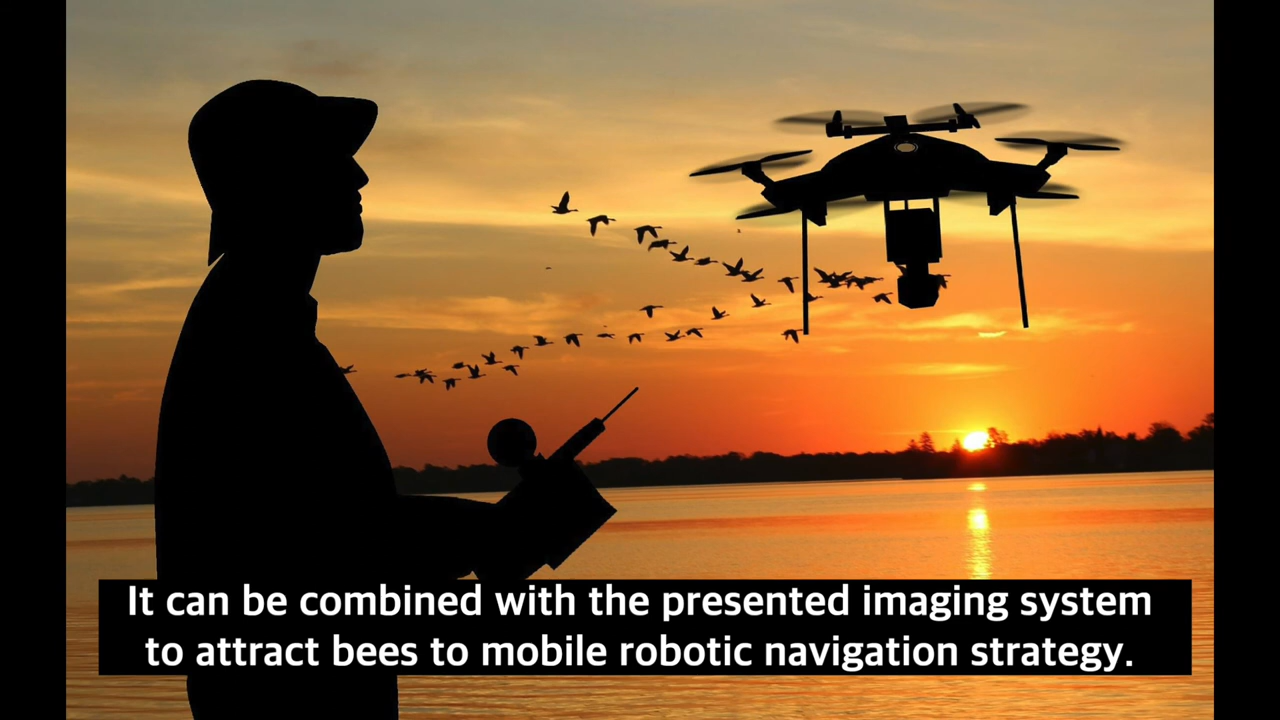 It can be combined with the presented imaging system
to attract bees to mobile robotic navigation strategy.